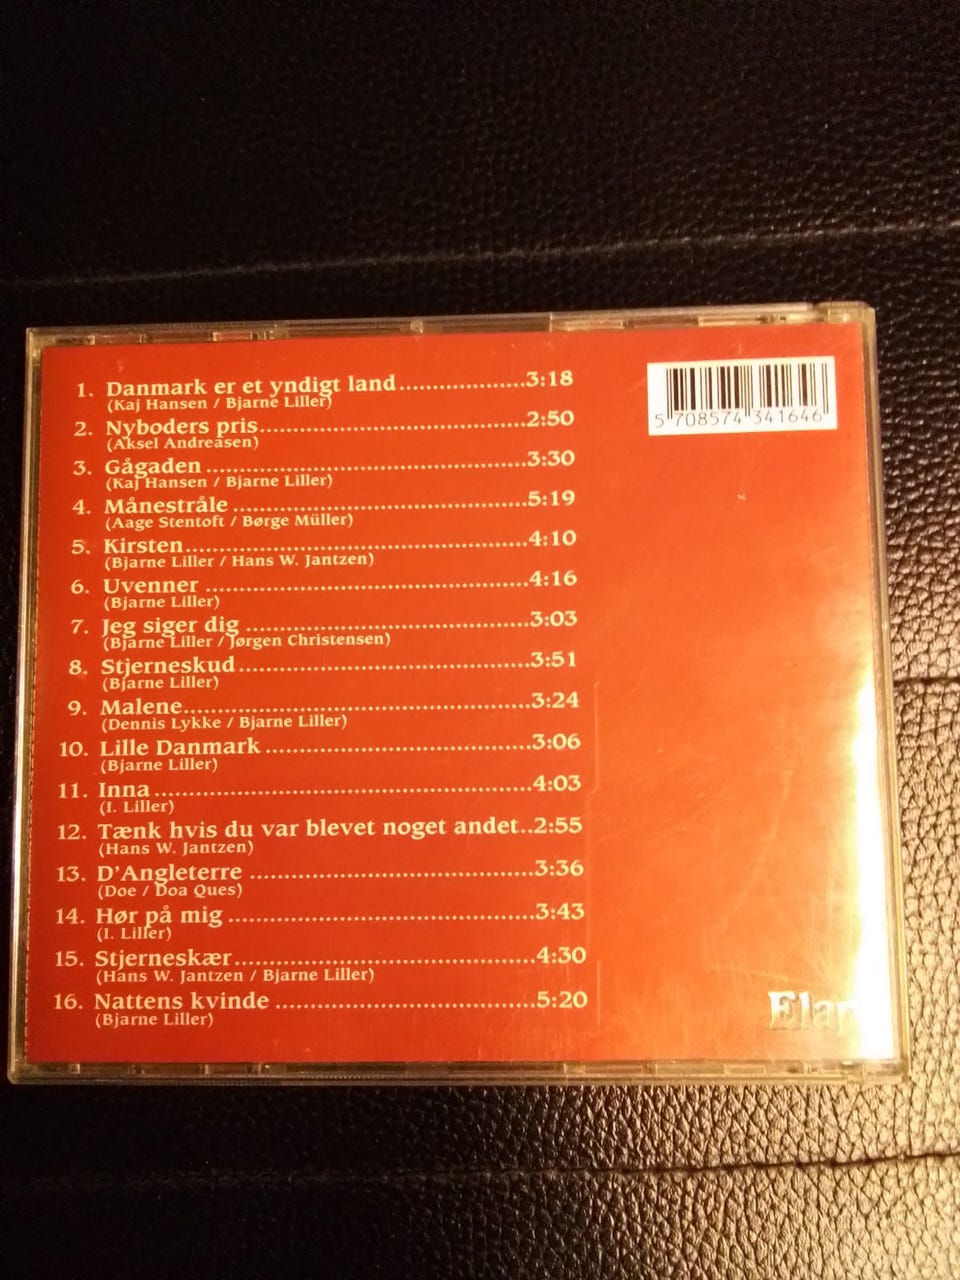 1. Danmark er et yndigt land..................3:18
(Kaj Hansen / Bjarne Liller)
2. Nyboders pris.......................................2:50
(Aksel Andreasen)
3. Gågaden ...............................................3:30
(Kaj Hansen / Bjarne Liller)
4. Månestråle ...........................................5:19
(Aage Stentoft / Børge Müller)
5. Kirsten..................................................4:10
(Bjarne Liller / Hans W. Jantzen)
6. Uvenner ...............................................4:16
(Bjarne Liller)
7. Jeg siger dig .........................................3:03
(Bjarne Liller / Jørgen Christensen)
8. Stjerneskud..........................................3:51
(Bjarne Liller)
9. Malene..................................................3:24
(Dennis Lykke / Bjarne Liller)
10. Lille Danmark ......................................3:06
(Bjarne Liller)
11. Inna ......................................................4:03
(I. Liller)
12. Tænk hvis du var blevet noget andet..2:55
(Hans W. Jantzen)
13. D'Angleterre .........................................3:36
(Doe / Doa Ques)
14. Hør på mig ............................................3:43
(I. Liller)
15. Stjerneskær...........................................4:30
(Hans W. Jantzen / Bjarne Liller)
16. Nattens kvinde .....................................5:20
(Bjarne Liller)
5 708574 341646